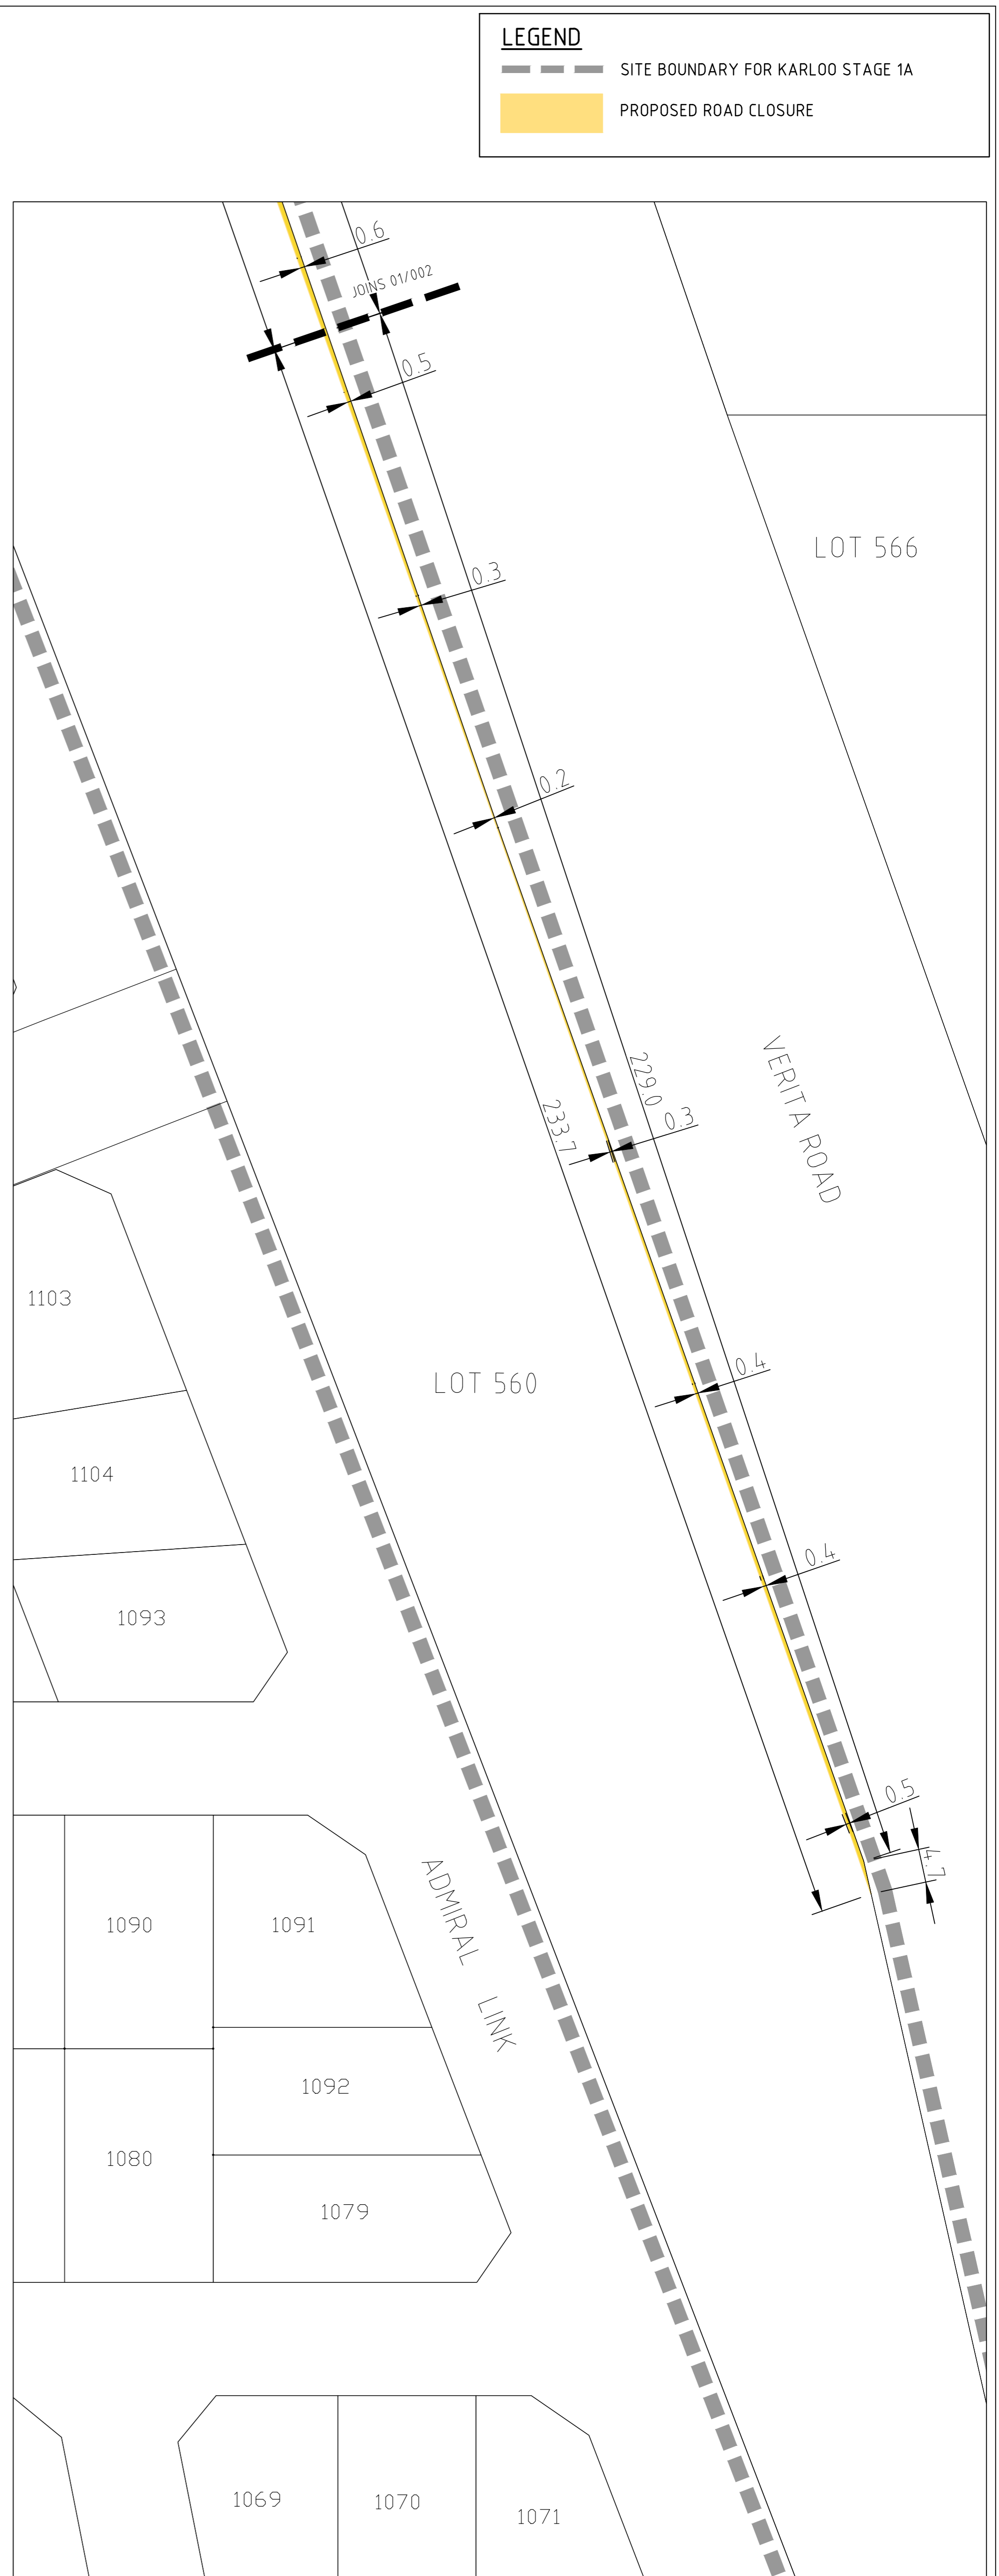 LEGEND
SITE BOUNDARY FOR KARLOO STAGE 1A
PROPOSED ROAD CLOSURE
0.6
JOINS 01/002
0.5
LOT 566
0.3
0.2
VERITA ROAD
229.0
233.7
0.3
1103
0.4
LOT 560
1104
0.4
1093
0.5
4.7
ADMIRAL LINK
1090
1091
1092
1080
1079
1069
1070
1071